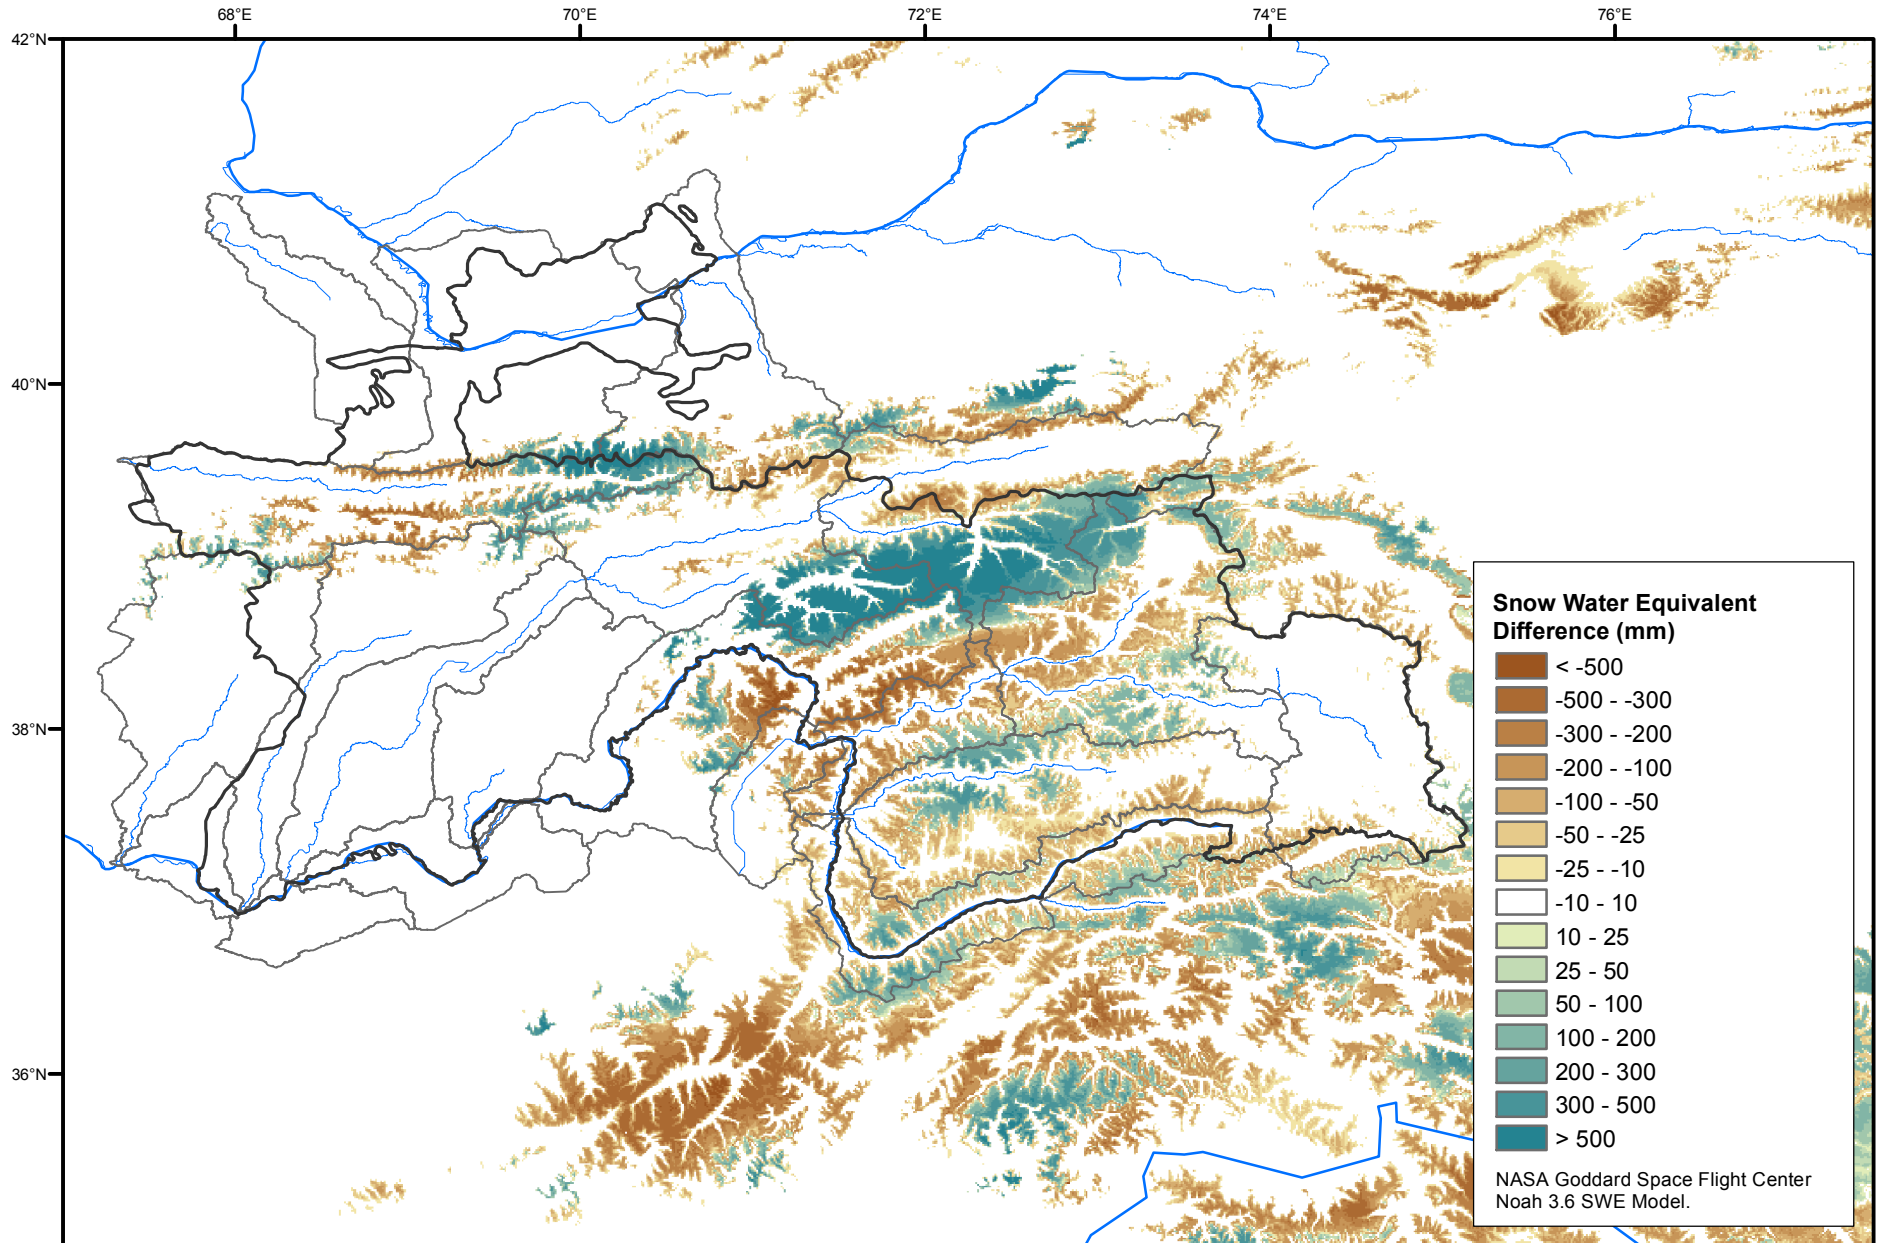 68°E 70°E 72°E 74°E 76°E
42°N
40°N
38°N
36°N
Snow Water Equivalent
Difference (mm)
< -500
-500 - -300
-300 - -200
-200 - -100
-100 - -50
-50 - -25
-25 - -10
-10 - 10
10 - 25
25 - 50
50 - 100
100 - 200
200 - 300
300 - 500
> 500
NASA Goddard Space Flight Center
Noah 3.6 SWE Model.